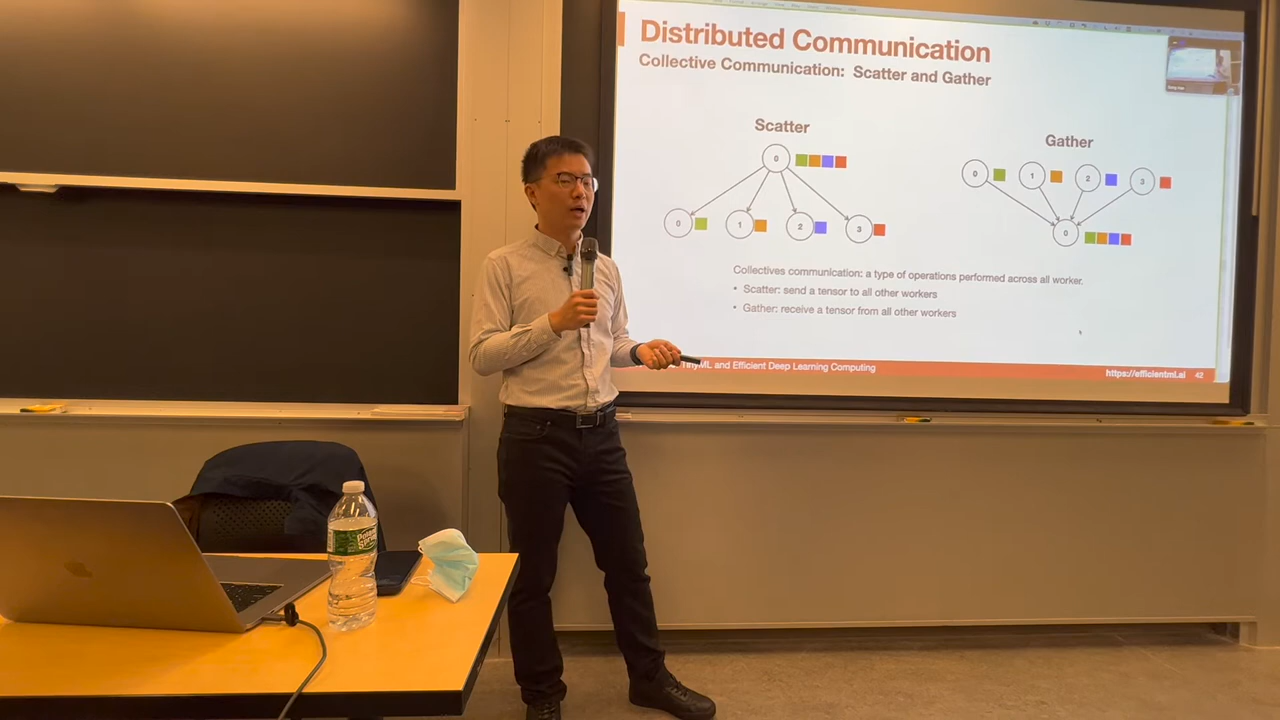 Distributed Communication
Collective Communication: Scatter and Gather
Scatter
Gather
0
0 1 2 3
0 1 2 3
0
Collectives communication: a type of operations performed across all worker.
• Scatter: send a tensor to all other workers
• Gather: receive a tensor from all other workers
TinyML and Efficient Deep Learning Computing
https://efficientml.ai 42